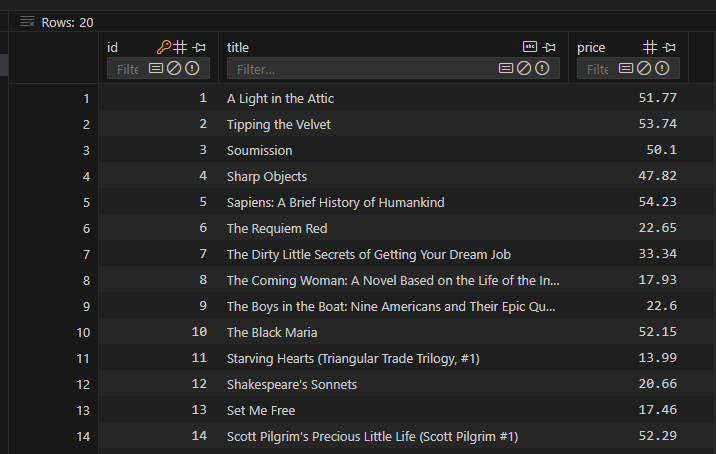 Rows: 20
id title abc price
Filte Filter... Filte
1 1 A Light in the Attic 51.77
2 2 Tipping the Velvet 53.74
3 3 Soumission 50.1
4 4 Sharp Objects 47.82
5 5 Sapiens: A Brief History of Humankind 54.23
6 6 The Requiem Red 22.65
7 7 The Dirty Little Secrets of Getting Your Dream Job 33.34
8 8 The Coming Woman: A Novel Based on the Life of the In... 17.93
9 9 The Boys in the Boat: Nine Americans and Their Epic Qu... 22.6
10 10 The Black Maria 52.15
11 11 Starving Hearts (Triangular Trade Trilogy, #1) 13.99
12 12 Shakespeare's Sonnets 20.66
13 13 Set Me Free 17.46
14 14 Scott Pilgrim's Precious Little Life (Scott Pilgrim #1) 52.29